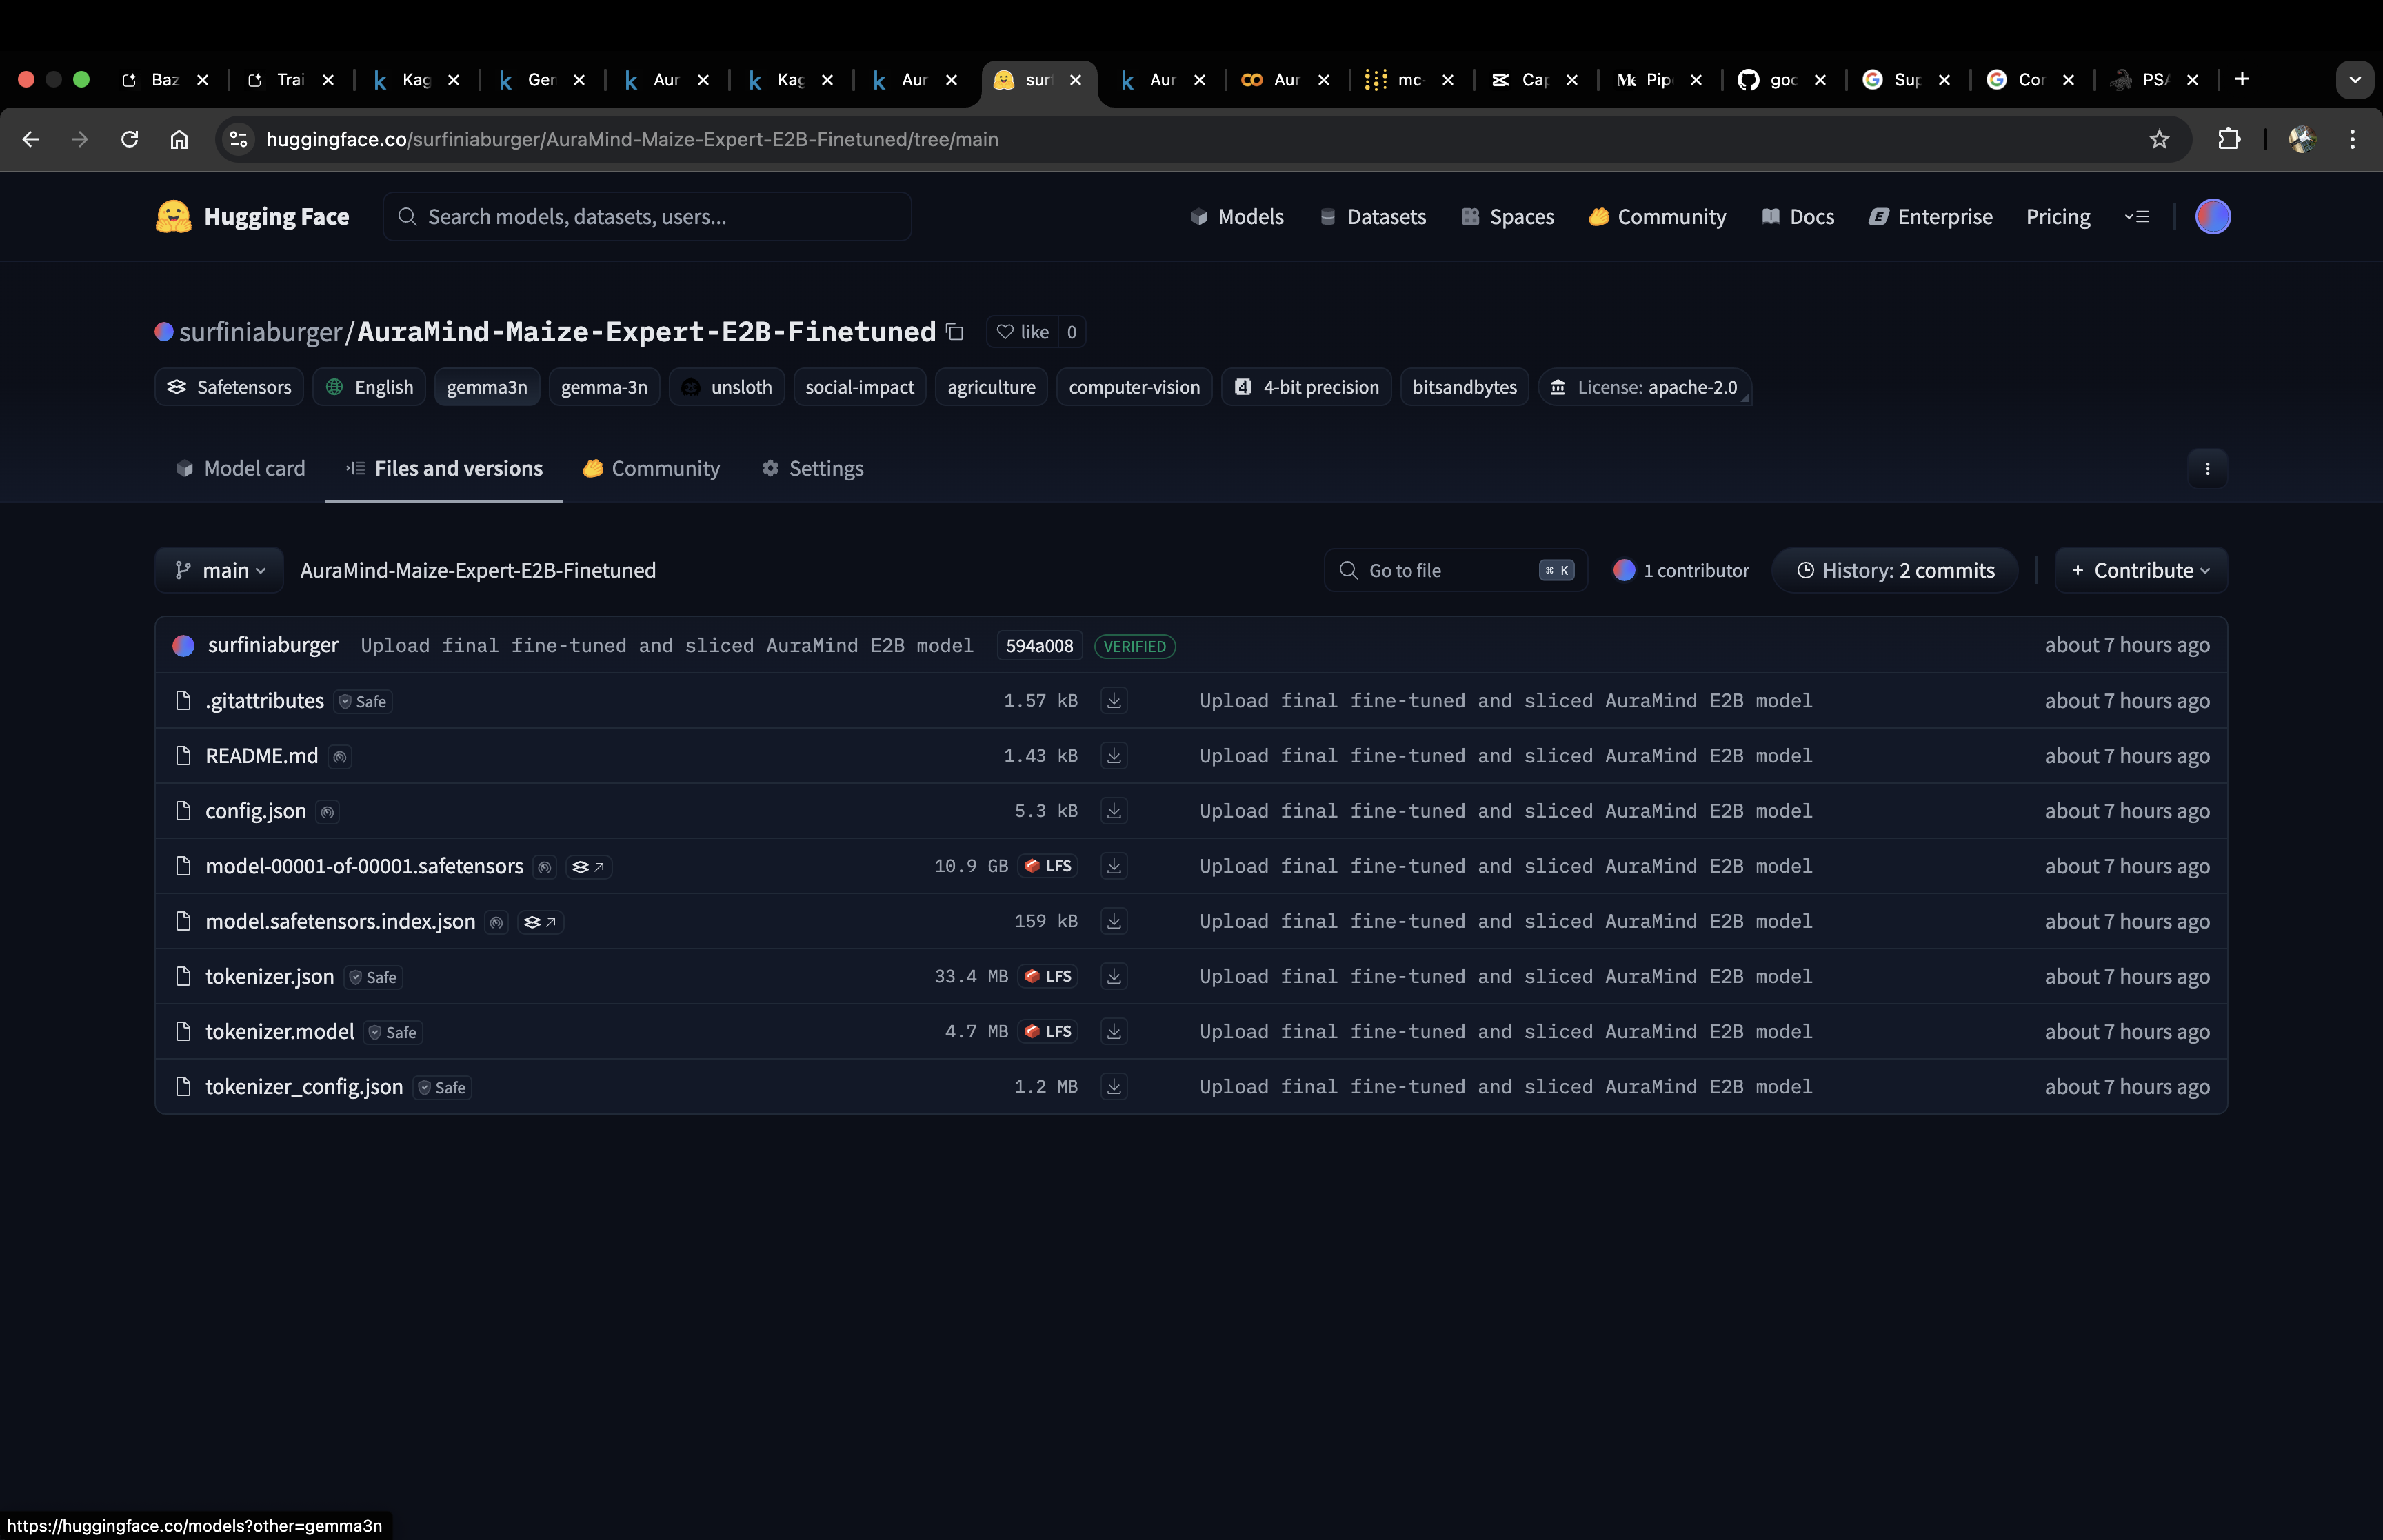 Baz Trai Kag Ger Aur Kag Aur surf Aur Aur mc- Cap Pip goo Sup Cor PSA
huggingface.co/surfiniaburger/AuraMind-Maize-Expert-E2B-Finetuned/tree/main
Hugging Face Search models, datasets, users... Models Datasets Spaces Community Docs Enterprise Pricing
surfiniaburger/AuraMind-Maize-Expert-E2B-Finetuned like 0
Safetensors English gemma3n gemma-3n unsloth social-impact agriculture computer-vision 4-bit precision bitsandbytes License: apache-2.0
Model card Files and versions Community Settings
main AuraMind-Maize-Expert-E2B-Finetuned Go to file ⌘ K 1 contributor History: 2 commits + Contribute
surfiniaburger Upload final fine-tuned and sliced AuraMind E2B model 594a008 VERIFIED about 7 hours ago
.gitattributes Safe 1.57 kB Upload final fine-tuned and sliced AuraMind E2B model about 7 hours ago
README.md 1.43 kB Upload final fine-tuned and sliced AuraMind E2B model about 7 hours ago
config.json 5.3 kB Upload final fine-tuned and sliced AuraMind E2B model about 7 hours ago
model-00001-of-00001.safetensors 10.9 GB LFS Upload final fine-tuned and sliced AuraMind E2B model about 7 hours ago
model.safetensors.index.json 159 kB Upload final fine-tuned and sliced AuraMind E2B model about 7 hours ago
tokenizer.json Safe 33.4 MB LFS Upload final fine-tuned and sliced AuraMind E2B model about 7 hours ago
tokenizer.model Safe 4.7 MB LFS Upload final fine-tuned and sliced AuraMind E2B model about 7 hours ago
tokenizer_config.json Safe 1.2 MB Upload final fine-tuned and sliced AuraMind E2B model about 7 hours ago
https://huggingface.co/models?other=gemma3n